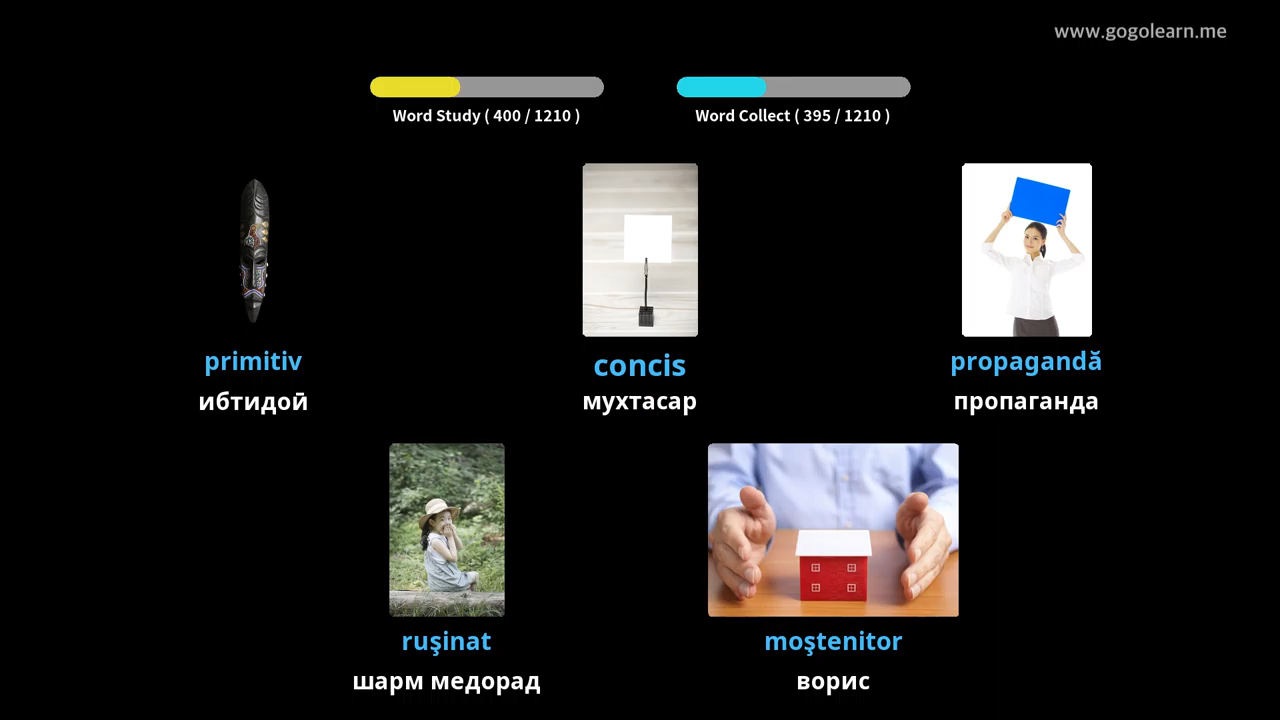 www.gogolearn.me
Word Study ( 400 / 1210 )
Word Collect ( 395 / 1210 )
primitiv
concis
propagandă
ибтидоӣ
мухтасар
пропаганда
ruşinat
moştenitor
шарм медорад
ворис